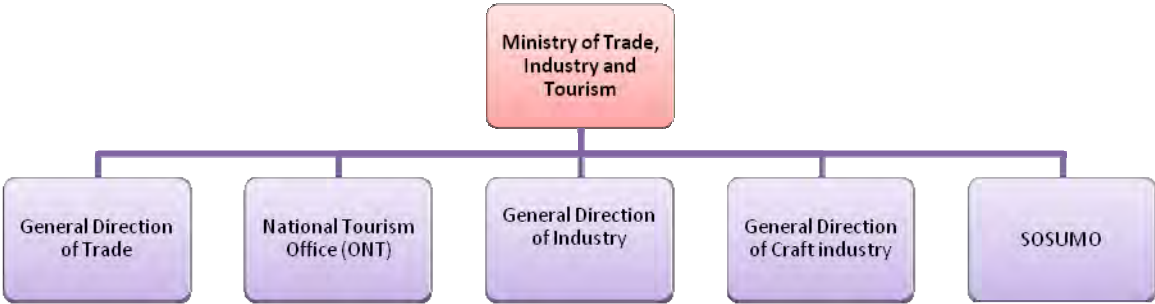 Ministry of Trade,
Industry and
Tourism
General Direction
of Trade
National Tourism
Office (ONT)
General Direction
of Industry
General Direction
of Craft industry
SOSUMO